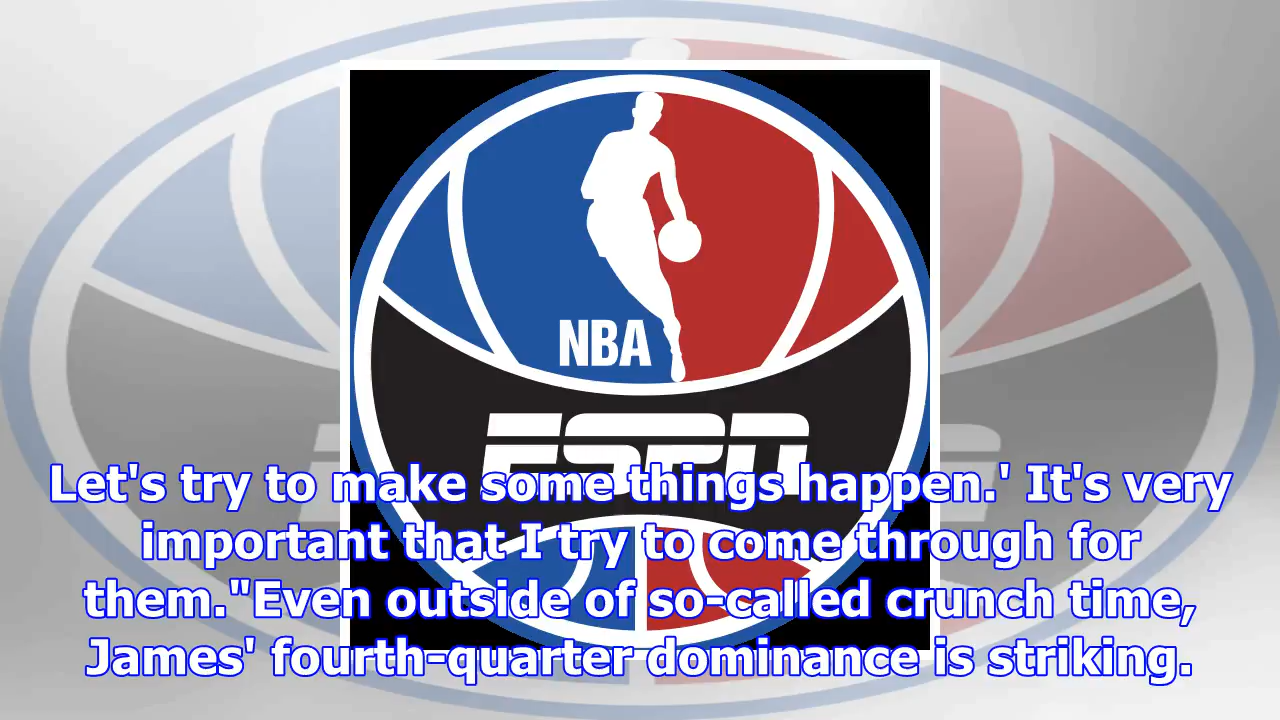 NBA
ESPN
Let's try to make some things happen.' It's very
important that I try to come through for
them."Even outside of so-called crunch time,
James' fourth-quarter dominance is striking.